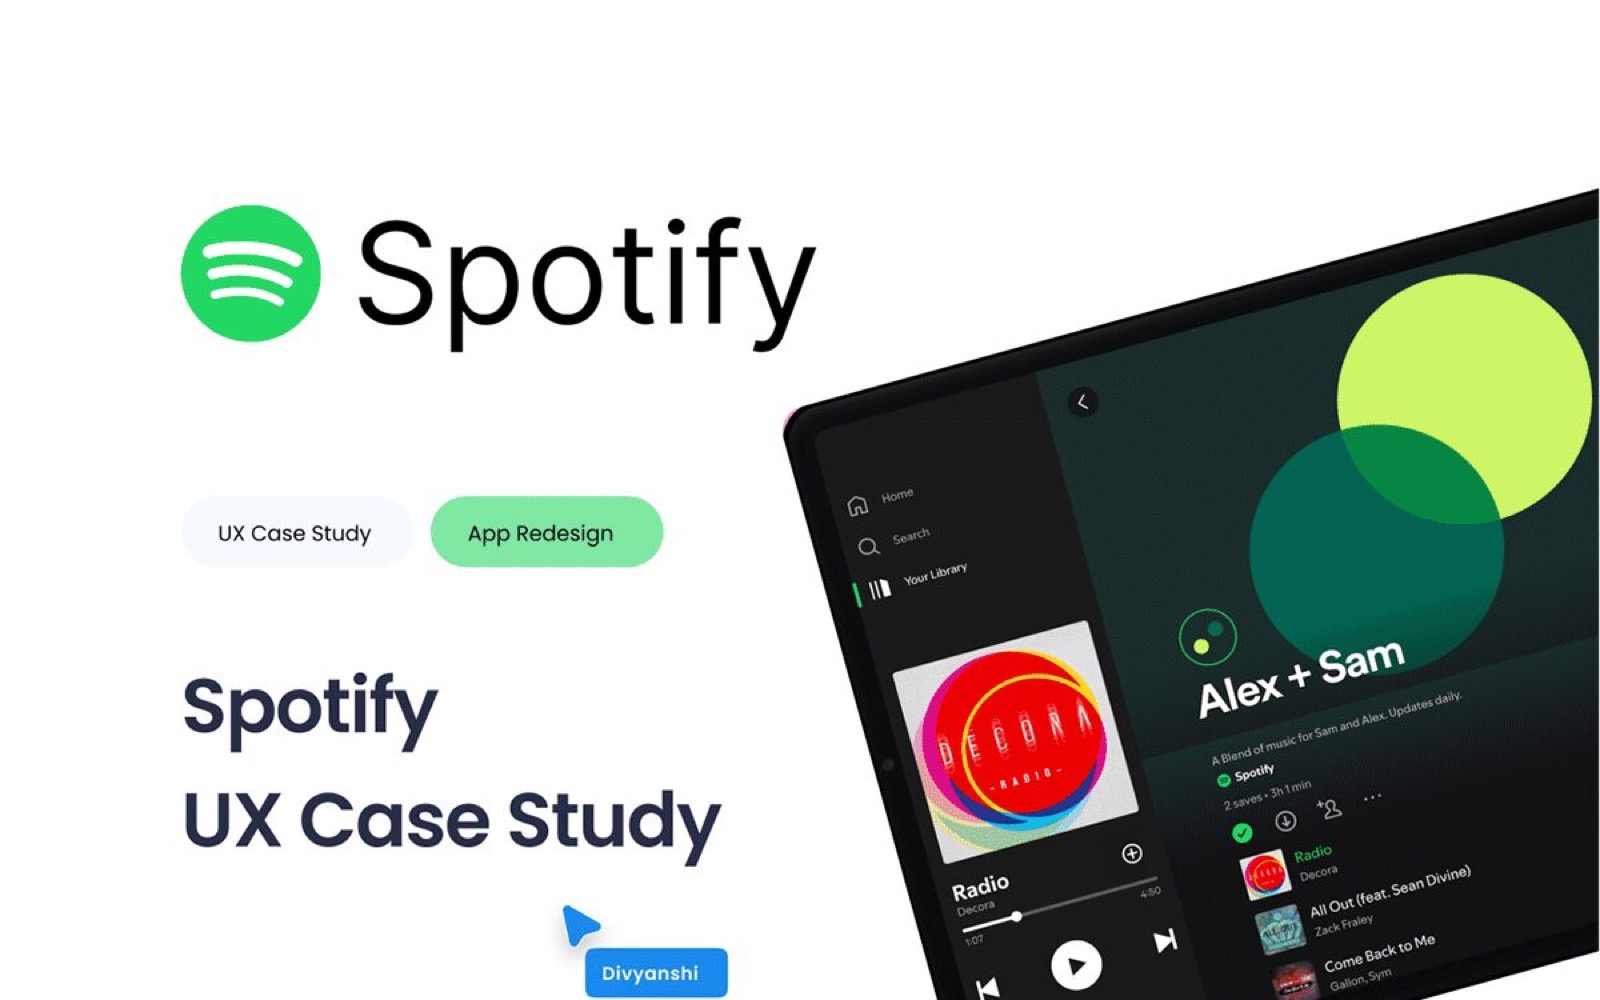 Spotify
UX Case Study
App Redesign
Spotify
UX Case Study
Divyanshi
Home
Search
Your Library
DECORA
-RADIO-
Radio
Decora
1:07
4:50
Alex + Sam
A Blend of music for Sam and Alex. Updates daily.
Spotify
2 saves • 3h 1 min
Radio
Decora
All Out (feat. Sean Divine)
Zack Fraley
Come Back to Me
Gallon, Sym